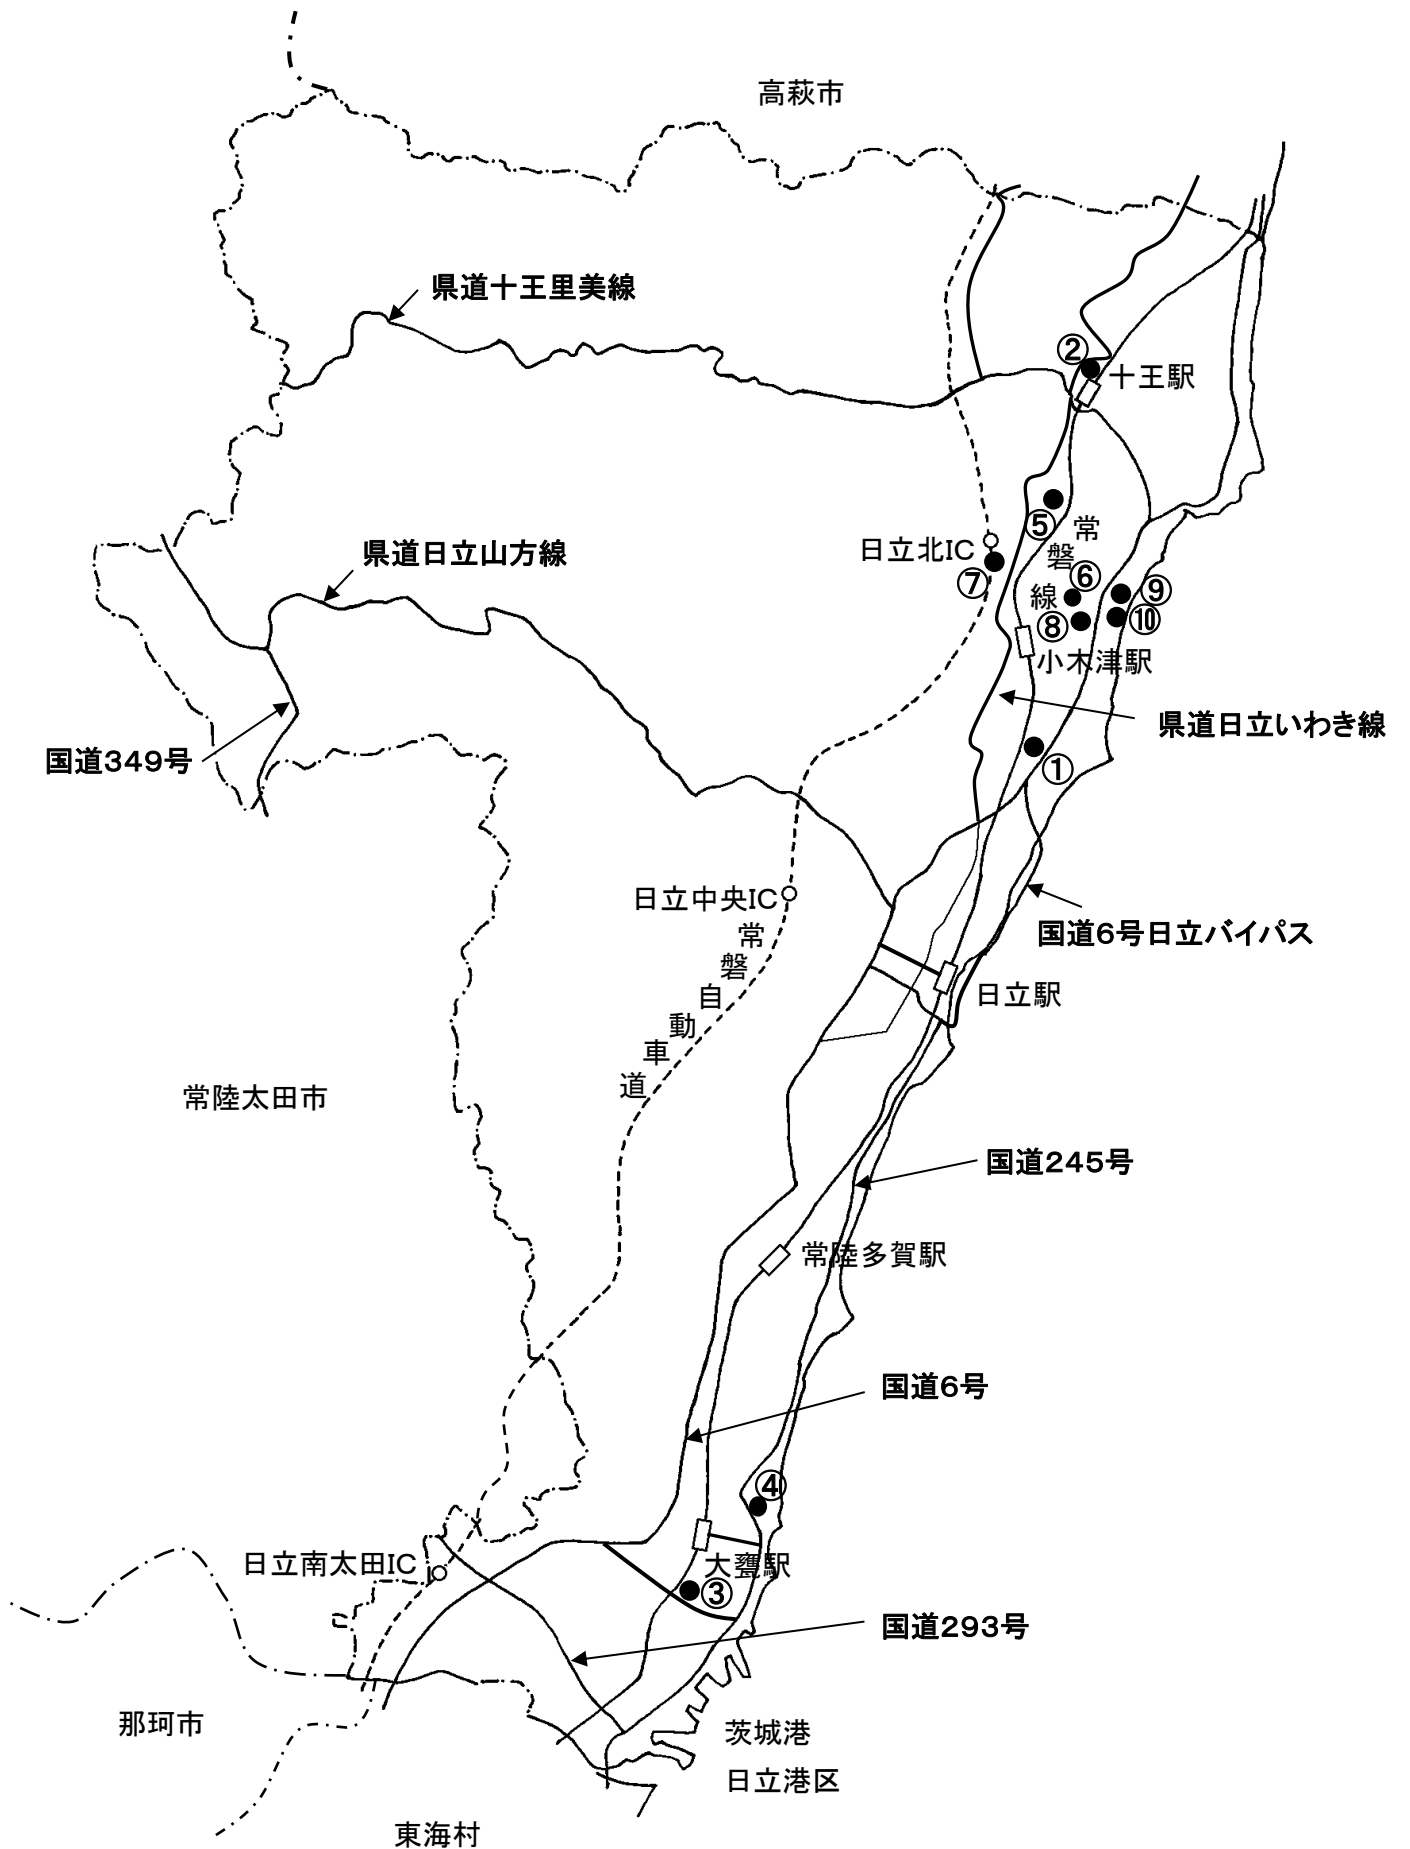 高萩市
県道十王里美線
②
十王駅
⑤
常
磐
線
日立北IC
⑦
⑥
⑨
⑧
⑩
小木津駅
県道日立山方線
県道日立いわき線
国道349号
①
日立中央IC
国道6号日立バイパス
常
磐
自
動
車
道
日立駅
常陸太田市
国道245号
常陸多賀駅
国道6号
④
日立南太田IC
大甕駅
③
国道293号
那珂市
茨城港
日立港区
東海村